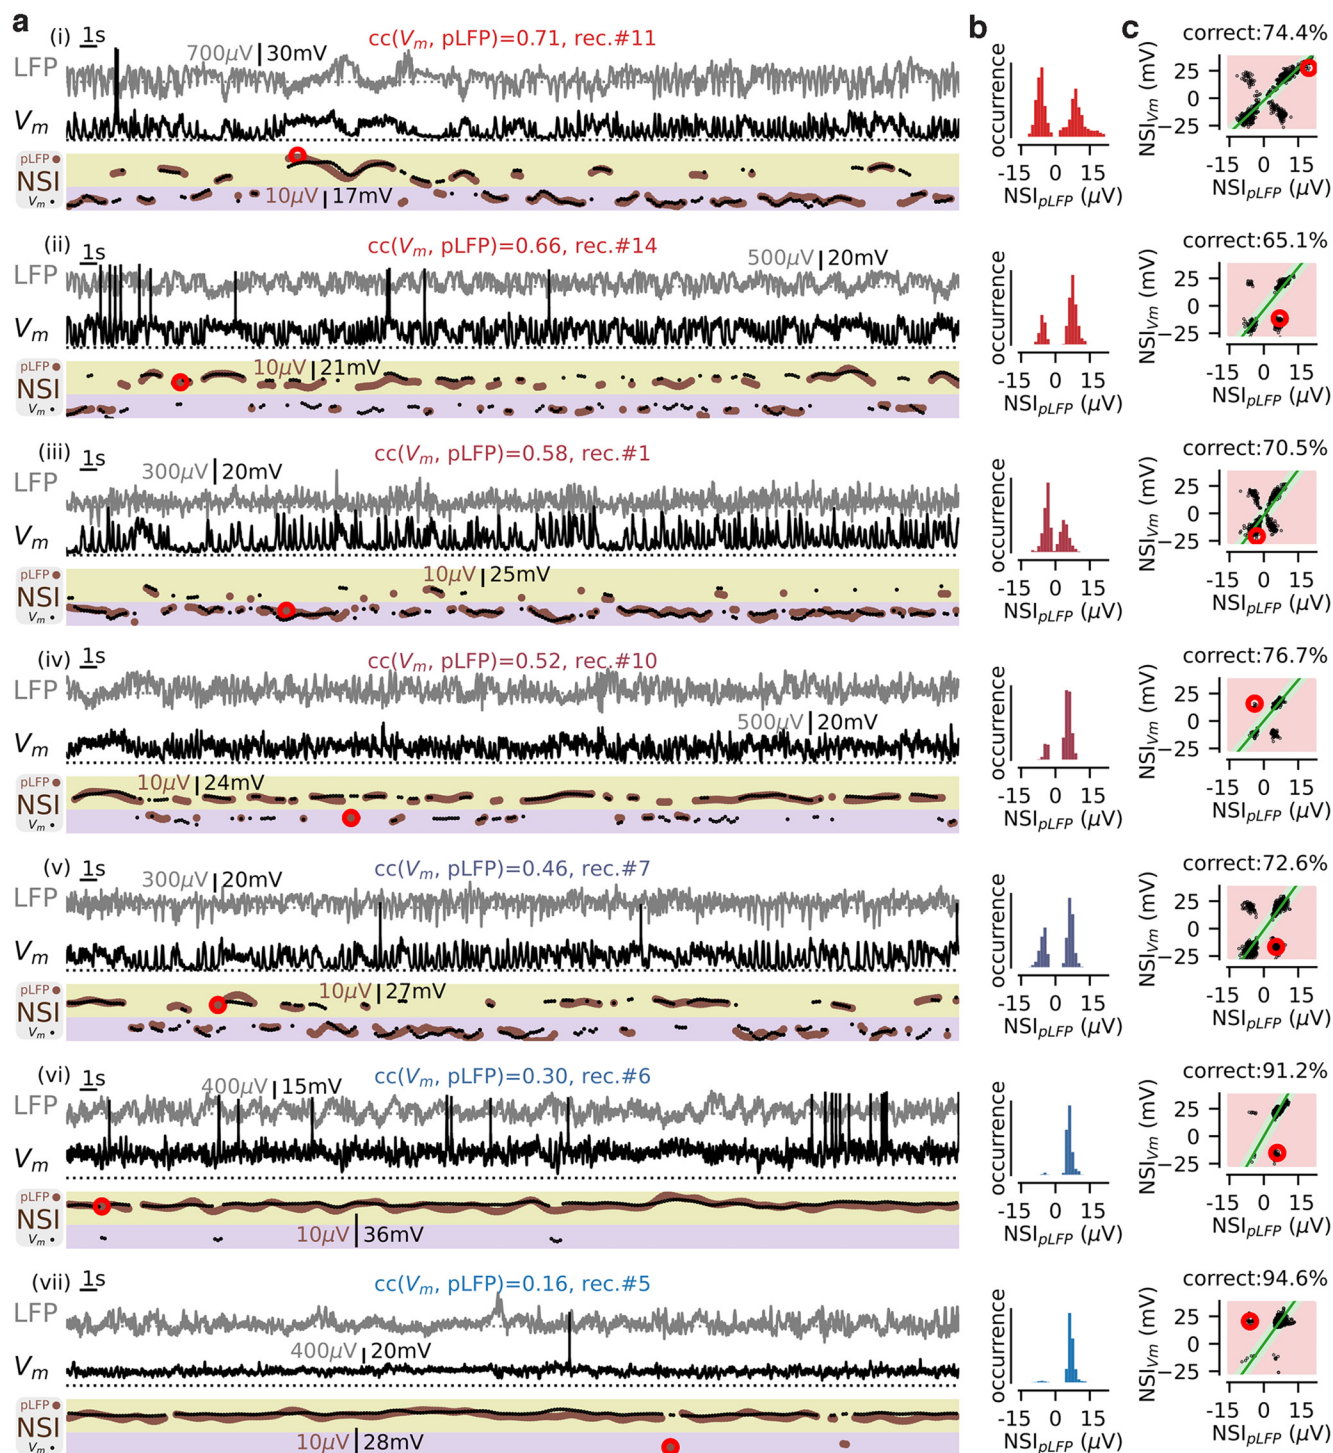 a
b
c
(i) 1s
700μV 30mV
cc(Vm, pLFP)=0.71, rec.#11
LFP
Vm
pLFP
NSI
Vm
10μV 17mV
occurrence
-15 0 15
NSIpLFP (μV)
correct:74.4%
NSIVm (mV)
25
0
−25
-15 0 15
NSIpLFP (μV)
(ii) 1s
cc(Vm, pLFP)=0.66, rec.#14
500μV 20mV
LFP
Vm
pLFP
NSI
Vm
10μV 21mV
occurrence
-15 0 15
NSIpLFP (μV)
correct:65.1%
NSIVm (mV)
25
0
−25
-15 0 15
NSIpLFP (μV)
(iii) 1s
300μV 20mV
cc(Vm, pLFP)=0.58, rec.#1
LFP
Vm
pLFP
NSI
Vm
10μV 25mV
occurrence
-15 0 15
NSIpLFP (μV)
correct:70.5%
NSIVm (mV)
25
0
−25
-15 0 15
NSIpLFP (μV)
(iv) 1s
cc(Vm, pLFP)=0.52, rec.#10
LFP
500μV 20mV
Vm
pLFP
NSI
Vm
10μV 24mV
occurrence
-15 0 15
NSIpLFP (μV)
correct:76.7%
NSIVm (mV)
25
0
−25
-15 0 15
NSIpLFP (μV)
(v) 1s
300μV 20mV
cc(Vm, pLFP)=0.46, rec.#7
LFP
Vm
pLFP
NSI
Vm
10μV 27mV
occurrence
-15 0 15
NSIpLFP (μV)
correct:72.6%
NSIVm (mV)
25
0
−25
-15 0 15
NSIpLFP (μV)
(vi) 1s
400μV 15mV
cc(Vm, pLFP)=0.30, rec.#6
LFP
Vm
pLFP
NSI
Vm
10μV 36mV
occurrence
-15 0 15
NSIpLFP (μV)
correct:91.2%
NSIVm (mV)
25
0
−25
-15 0 15
NSIpLFP (μV)
(vii) 1s
cc(Vm, pLFP)=0.16, rec.#5
LFP
400μV 20mV
Vm
pLFP
NSI
Vm
10μV 28mV
occurrence
-15 0 15
NSIpLFP (μV)
correct:94.6%
NSIVm (mV)
25
0
−25
-15 0 15
NSIpLFP (μV)